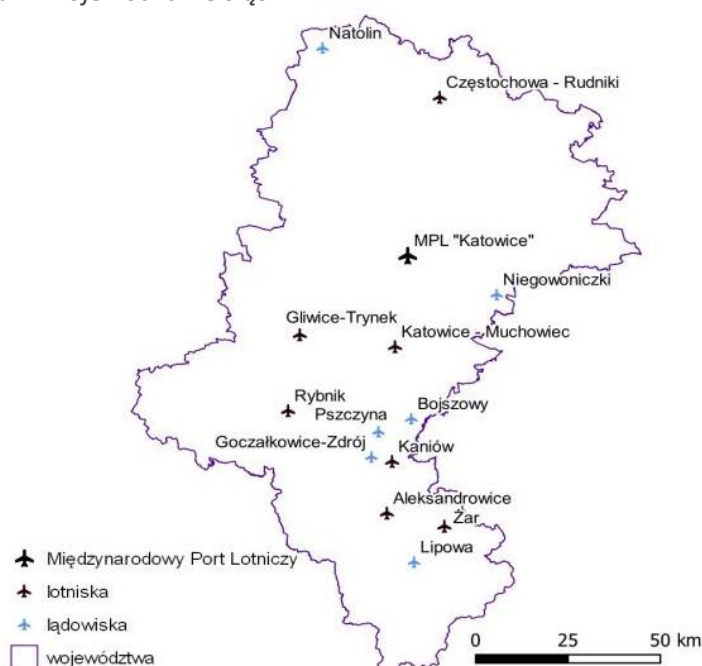 Natolin
Częstochowa - Rudniki
MPL "Katowice"
Niegowoniczki
Gliwice-Trynek
Katowice - Muchowiec
Rybnik
Bojszowy
Pszczyna
Goczałkowice-Zdrój
Kaniów
Aleksandrowice
Żar
Lipowa
Międzynarodowy Port Lotniczy
lotniska
lądowiska
województwa
0 25 50 km